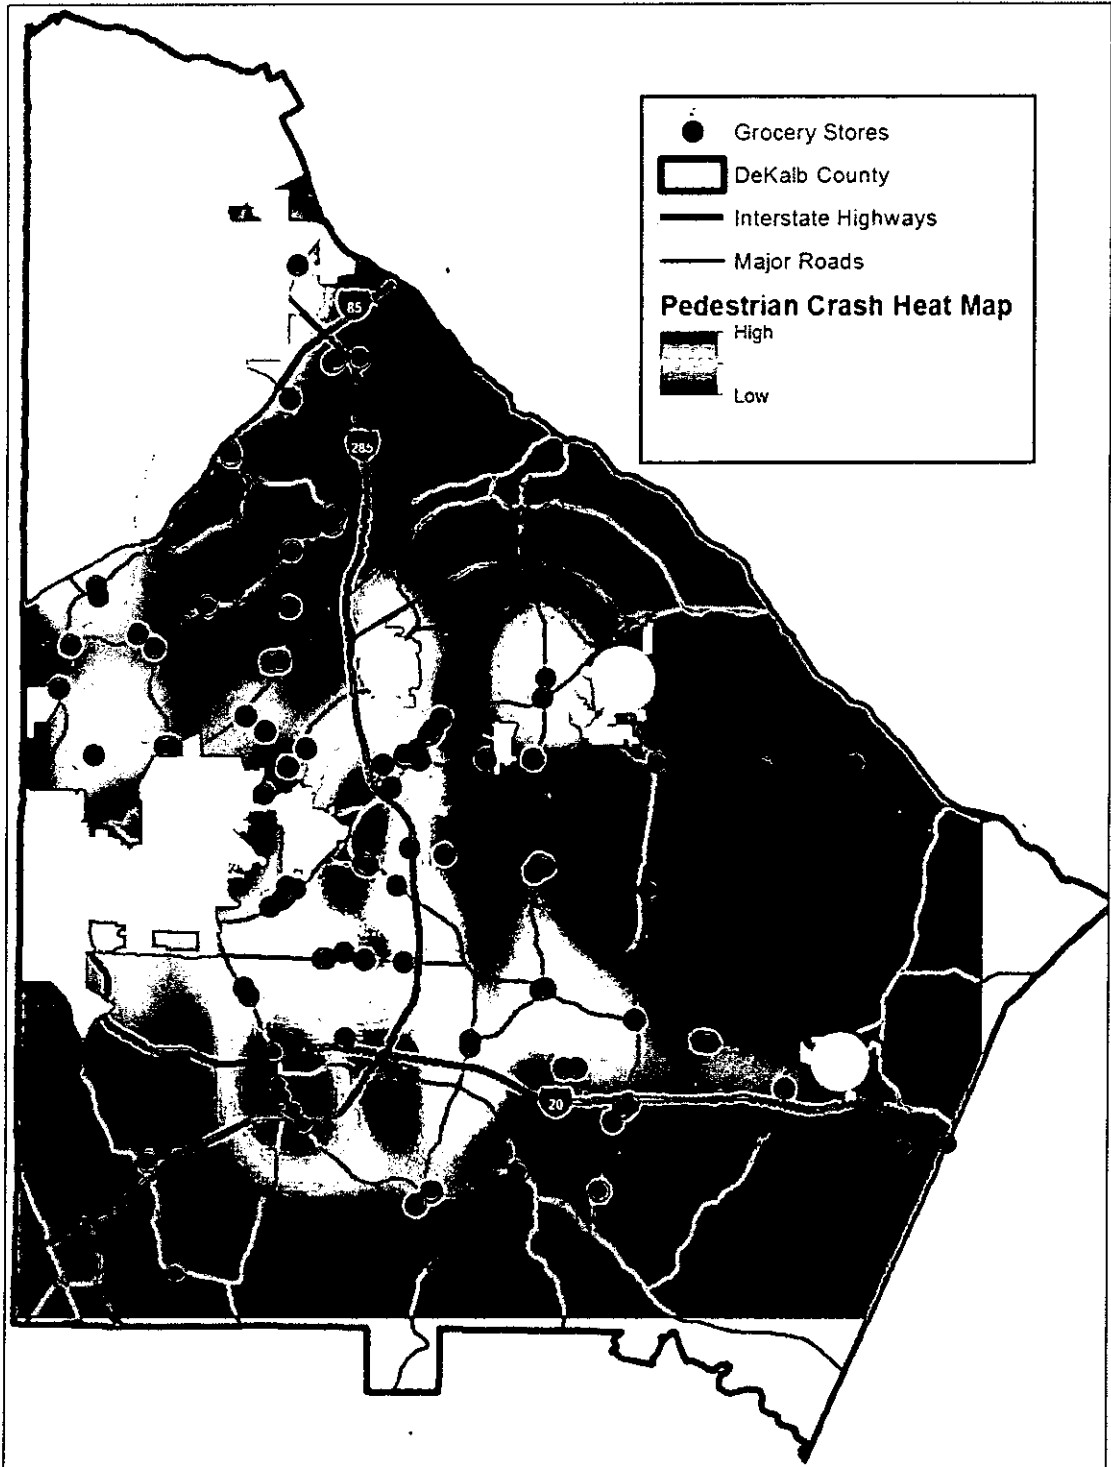 Grocery Stores
DeKalb County
Interstate Highways
Major Roads
Pedestrian Crash Heat Map
High
Low
85
285
20